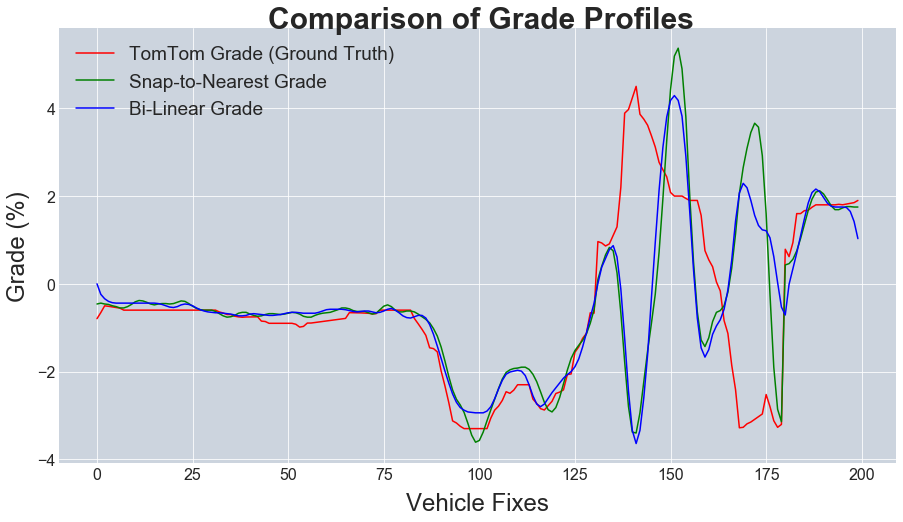 Comparison of Grade Profiles
TomTom Grade (Ground Truth)
Snap-to-Nearest Grade
Bi-Linear Grade
Grade (%)
4
2
0
−2
−4
0 25 50 75 100 125 150 175 200
Vehicle Fixes